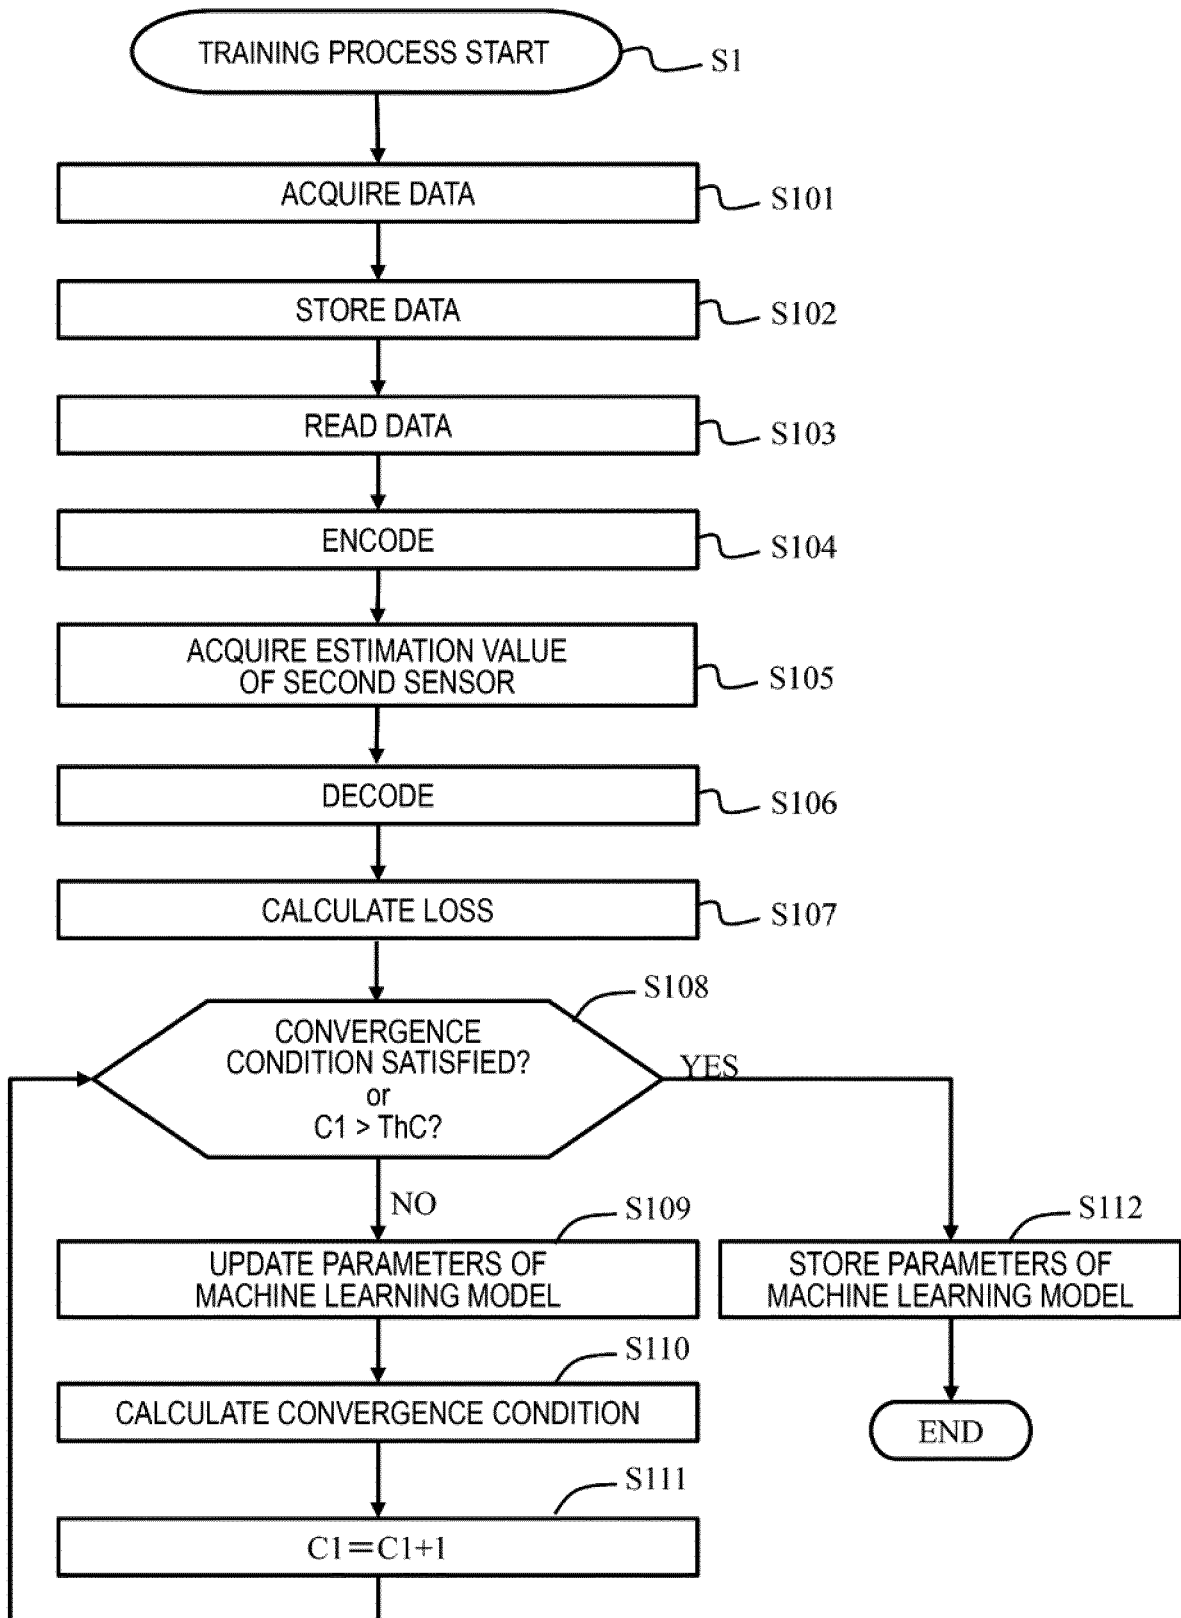 TRAINING PROCESS START
S1
ACQUIRE DATA
S101
STORE DATA
S102
READ DATA
S103
ENCODE
S104
ACQUIRE ESTIMATION VALUE
OF SECOND SENSOR
S105
DECODE
S106
CALCULATE LOSS
S107
S108
CONVERGENCE
CONDITION SATISFIED?
or
C1 > ThC?
YES
NO
S109
UPDATE PARAMETERS OF
MACHINE LEARNING MODEL
S112
STORE PARAMETERS OF
MACHINE LEARNING MODEL
S110
CALCULATE CONVERGENCE CONDITION
END
S111
C1=C1+1